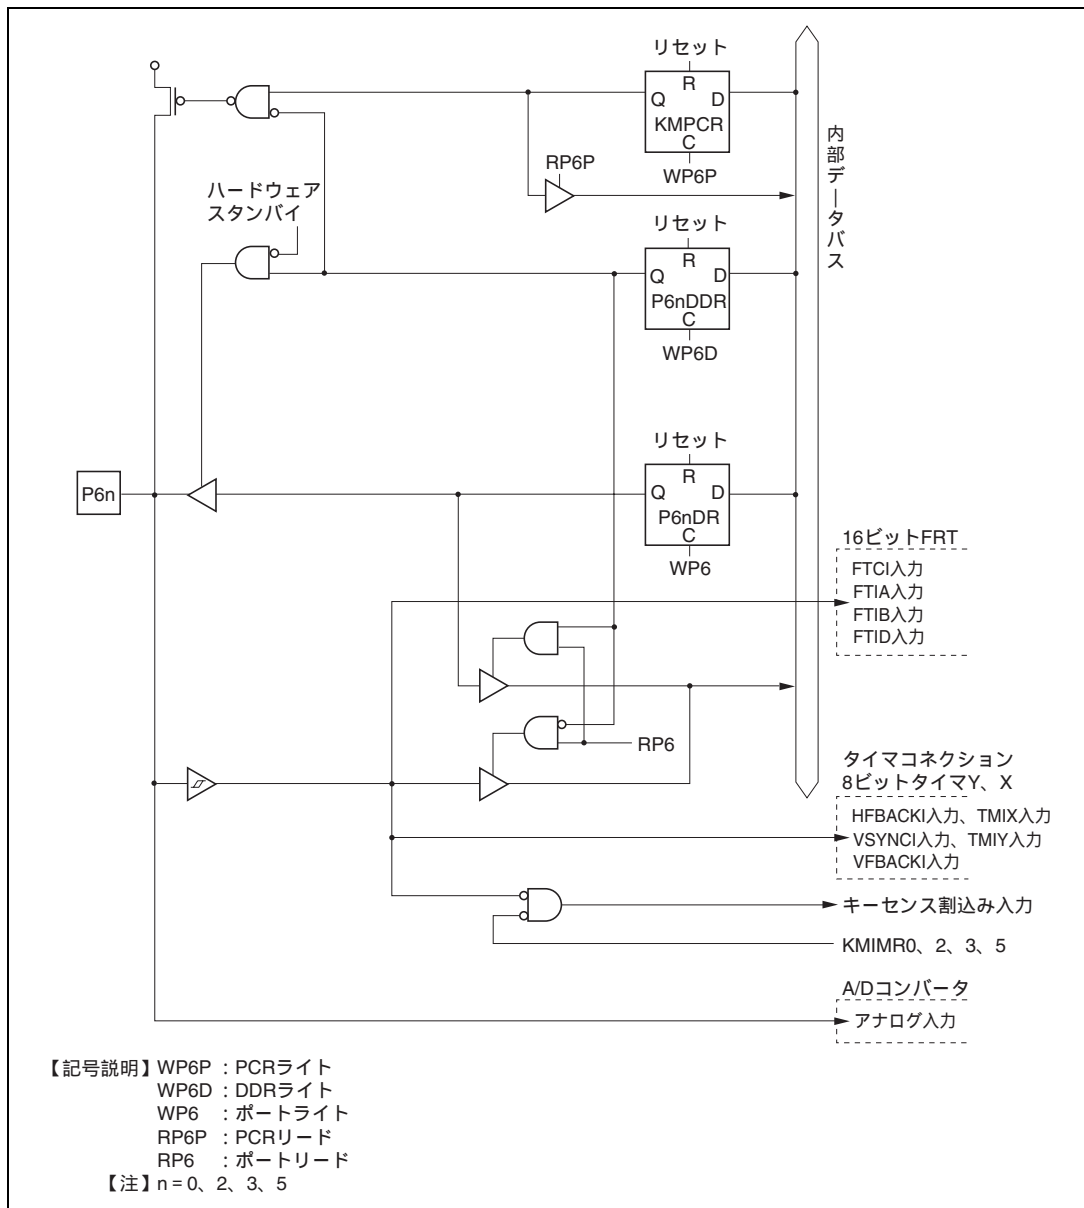 リセット
R
Q D
KMPCR
C
WP6P
RP6P
内部データバス
ハードウェア
スタンバイ
リセット
R
Q D
P6nDDR
C
WP6D
リセット
R
Q D
P6nDR
C
WP6
P6n
16ビットFRT
FTCI入力
FTIA入力
FTIB入力
FTID入力
RP6
タイマコネクション
8ビットタイマY、X
HFBACKI入力、TMIX入力
VSYNCI入力、TMIY入力
VFBACKI入力
キーセンス割込み入力
KMIMR0、2、3、5
A/Dコンバータ
アナログ入力
【記号説明】WP6P ：PCRライト
WP6D ：DDRライト
WP6 ：ポートライト
RP6P ：PCRリード
RP6 ：ポートリード
【注】n = 0、2、3、5